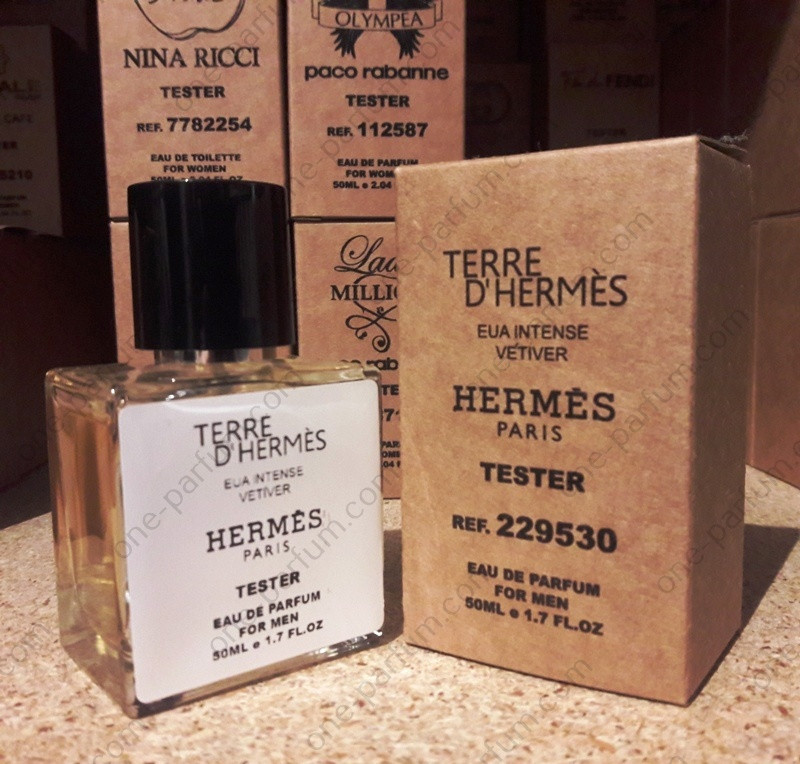 NINA RICCI
TESTER
REF. 7782254
EAU DE TOILETTE
FOR WOMEN
OLYMPEA
paco rabanne
TESTER
REF. 112587
EAU DE PARFUM
50ML e 2.04
FENDI
TERRE
D'HERMÈS
EUA INTENSE
VETIVER
HERMÈS
PARIS
TESTER
EAU DE PARFUM
FOR MEN
50ML e 1.7 FL.OZ
TERRE
D'HERMÈS
EUA INTENSE
VETIVER
HERMÈS
PARIS
TESTER
REF. 229530
EAU DE PARFUM
FOR MEN
50ML e 1.7 FL.OZ
one-parfum.com